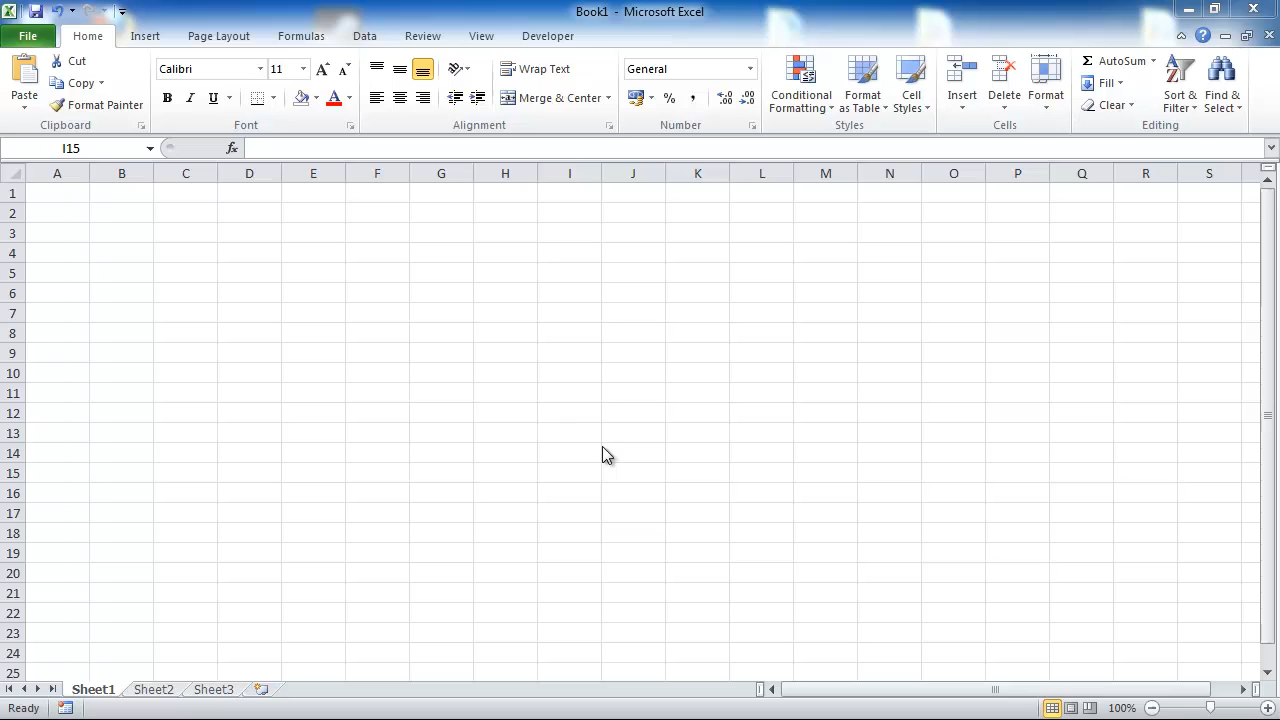 Book1 - Microsoft Excel
File Home Insert Page Layout Formulas Data Review View Developer
Paste
Cut
Copy
Format Painter
Clipboard
Calibri 11
B I U A
Font
Wrap Text
Merge & Center
Alignment
General
% ,
Number
Conditional Formatting
Format as Table
Cell Styles
Styles
Insert Delete Format
Cells
Σ AutoSum
Fill
Clear
Sort & Filter
Find & Select
Editing
I15 fx
A B C D E F G H I J K L M N O P Q R S
1
2
3
4
5
6
7
8
9
10
11
12
13
14
15
16
17
18
19
20
21
22
23
24
25
Sheet1 Sheet2 Sheet3
Ready 100%